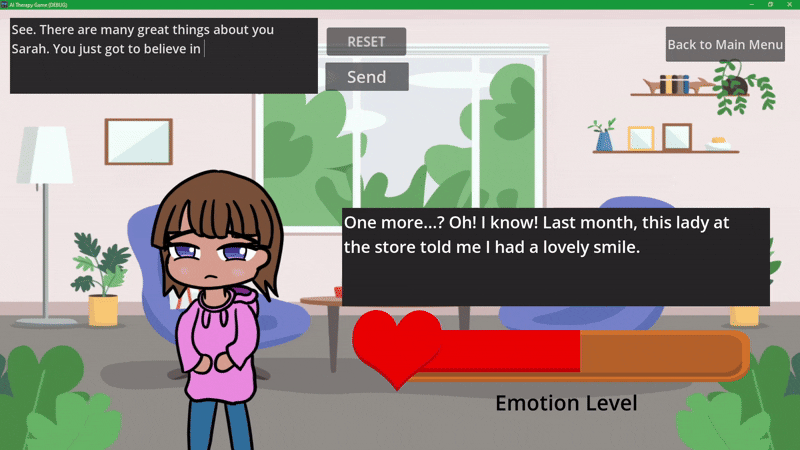 AI Therapy Game (DEBUG)
See. There are many great things about you
Sarah. You just got to believe in
RESET
Send
Back to Main Menu
One more...? Oh! I know! Last month, this lady at
the store told me I had a lovely smile.
Emotion Level